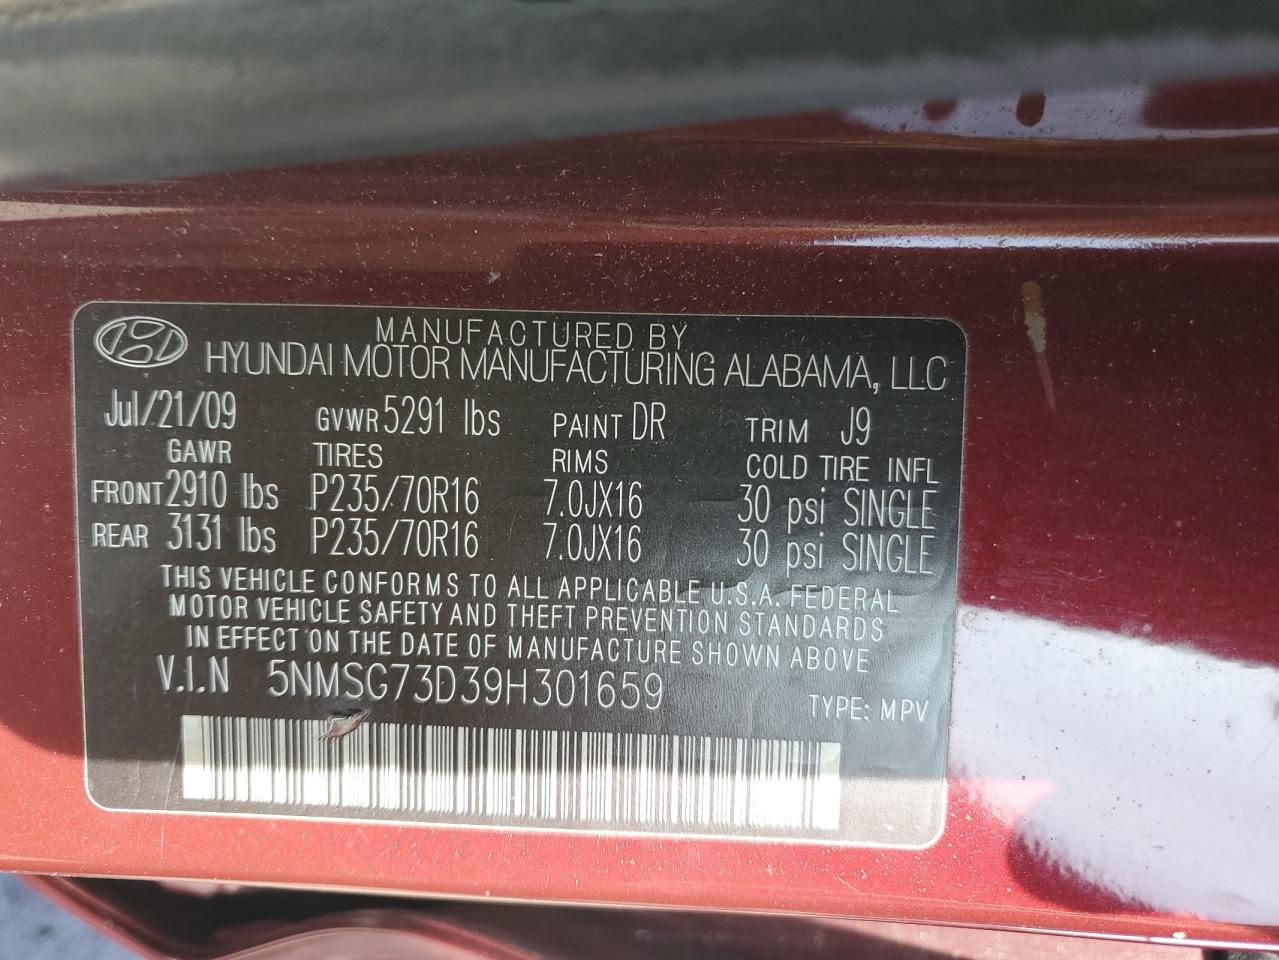 MANUFACTURED BY
HYUNDAI MOTOR MANUFACTURING ALABAMA, LLC
Jul/21/09 GVWR 5291 lbs PAINT DR TRIM J9
GAWR TIRES RIMS COLD TIRE INFL
FRONT 2910 lbs P235/70R16 7.0JX16 30 psi SINGLE
REAR 3131 lbs P235/70R16 7.0JX16 30 psi SINGLE
THIS VEHICLE CONFORMS TO ALL APPLICABLE U.S.A. FEDERAL
MOTOR VEHICLE SAFETY AND THEFT PREVENTION STANDARDS
IN EFFECT ON THE DATE OF MANUFACTURE SHOWN ABOVE
V.I.N 5NMSG73D39H301659 TYPE: MPV